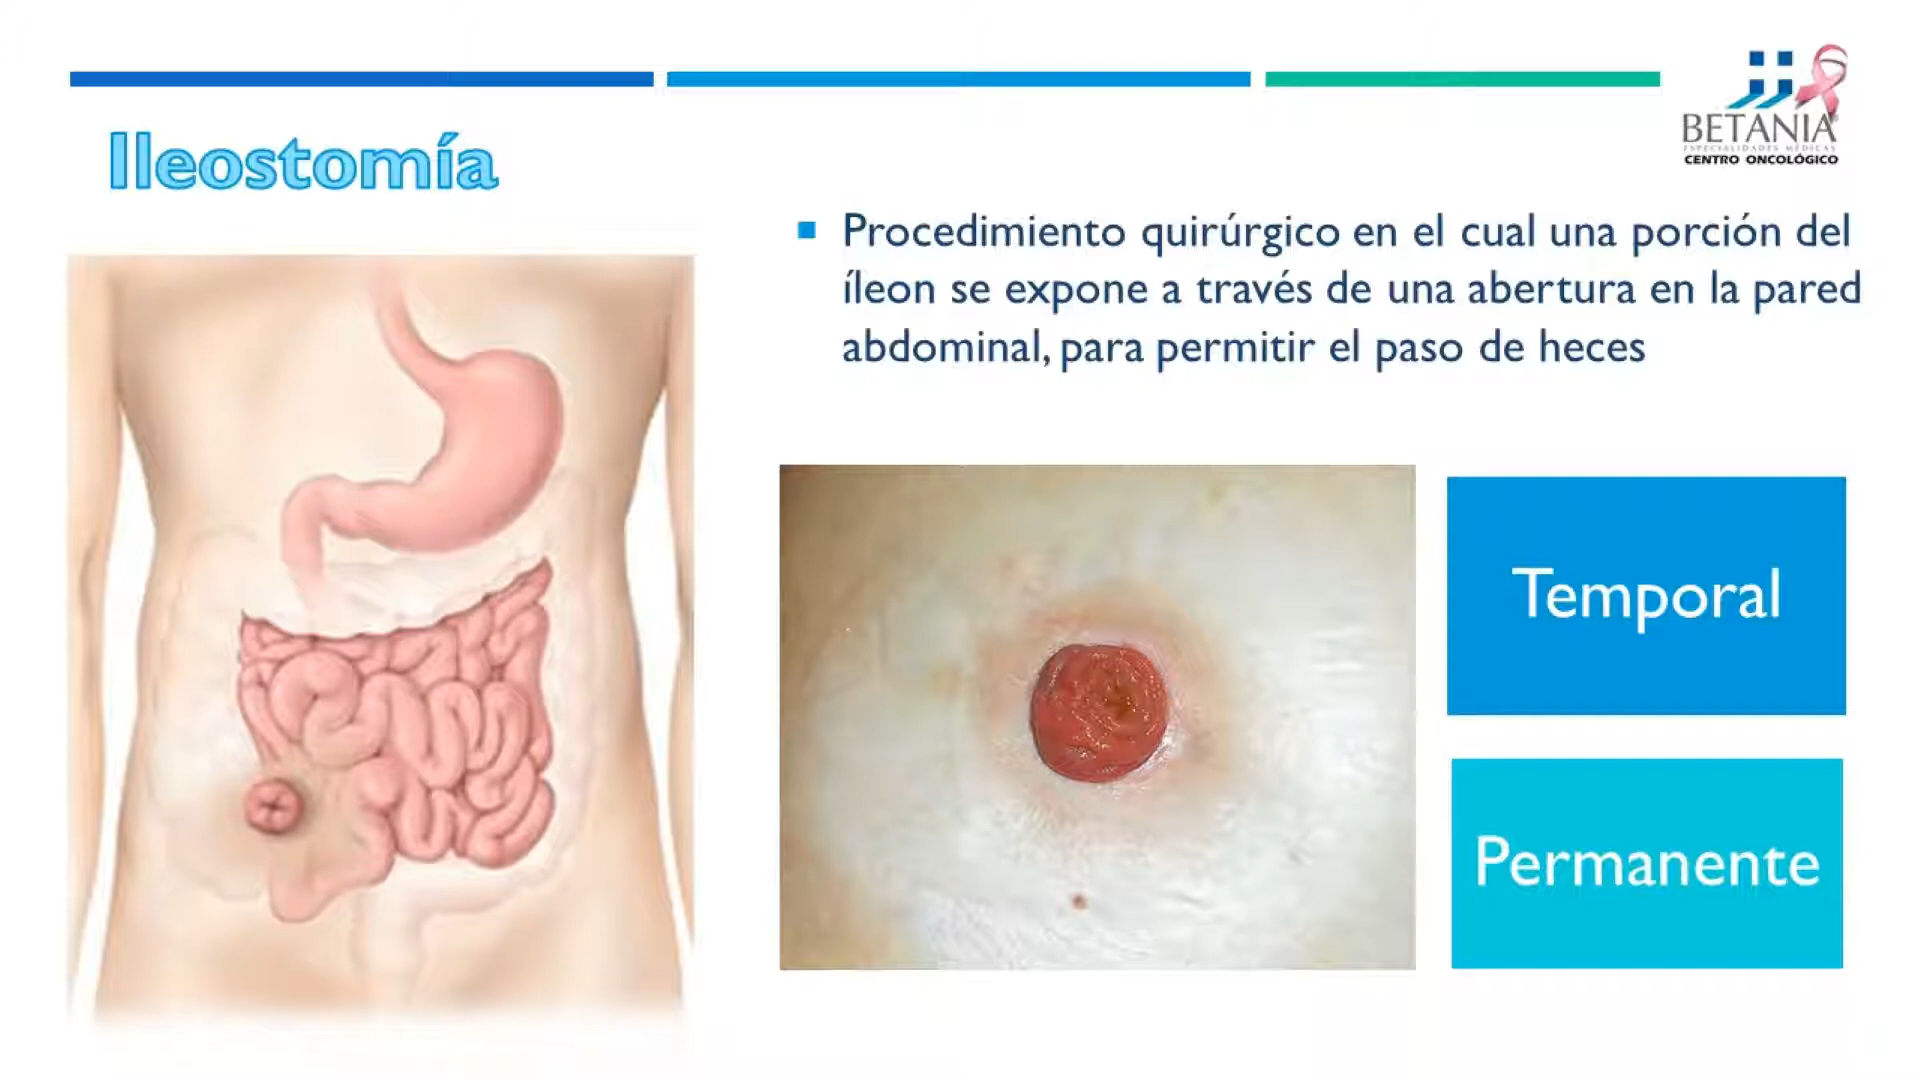 BETANIA
ESPECIALIDADES MÉDICAS
CENTRO ONCOLÓGICO
Ileostomía
Procedimiento quirúrgico en el cual una porción del
íleon se expone a través de una abertura en la pared
abdominal, para permitir el paso de heces
Temporal
Permanente